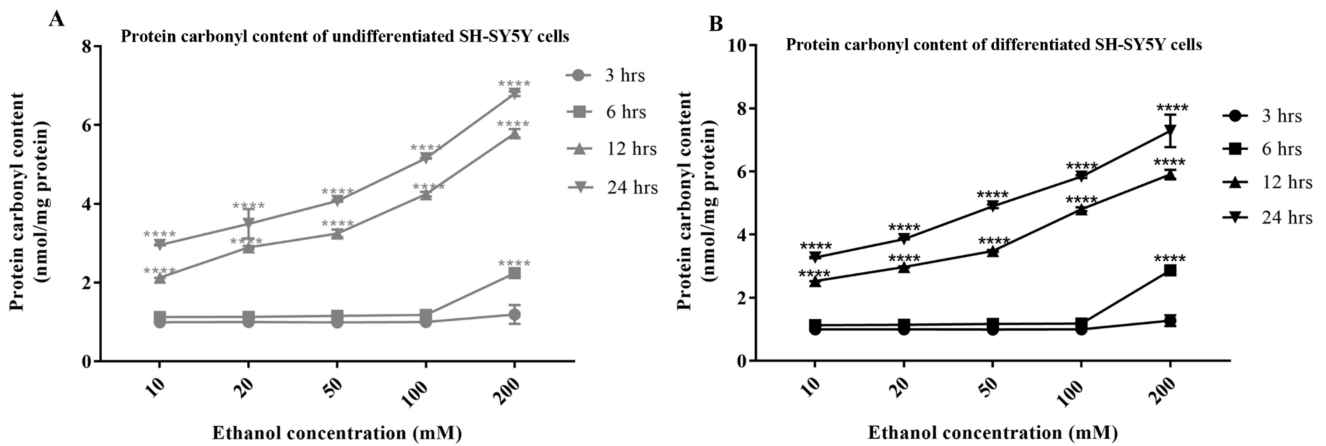 A
Protein carbonyl content of undifferentiated SH-SY5Y cells
Protein carbonyl content
(nmol/mg protein)
8
6
4
2
0
****
****
****
****
****
****
****
****
****
****
****
10
20
50
100
200
Ethanol concentration (mM)
3 hrs
6 hrs
12 hrs
24 hrs
B
Protein carbonyl content of differentiated SH-SY5Y cells
Protein carbonyl content
(nmol/mg protein)
10
8
6
4
2
0
****
****
****
****
****
****
****
****
****
****
****
10
20
50
100
200
Ethanol concentration (mM)
3 hrs
6 hrs
12 hrs
24 hrs